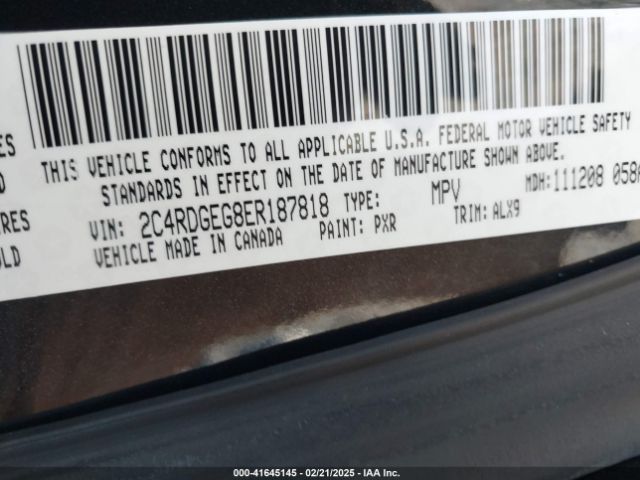 THIS VEHICLE CONFORMS TO ALL APPLICABLE U.S.A. FEDERAL MOTOR VEHICLE SAFETY
STANDARDS IN EFFECT ON THE DATE OF MANUFACTURE SHOWN ABOVE.
VIN: 2C4RDGEG8ER187818 TYPE: MPV MDH: 111208 058
VEHICLE MADE IN CANADA PAINT: PXR TRIM: ALX9
000-41645145 - 02/21/2025 - IAA Inc.